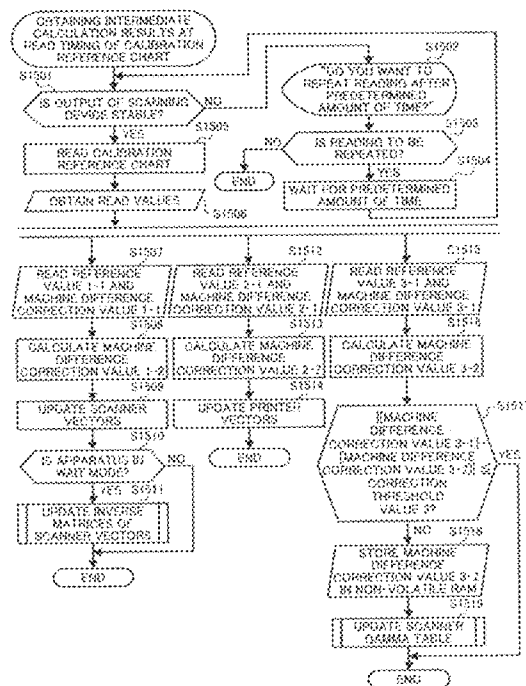 OBTAINING INTERMEDIATE
CALCULATION RESULTS AT
READ TIMING OF CALIBRATION
REFERENCE CHART
S1501
IS OUTPUT OF SCANNING
DEVICE STABLE?
NO
YES
S1502
"DO YOU WANT TO
REPEAT READING AFTER
PREDETERMINED
AMOUNT OF TIME?"
S1503
IS READING TO BE
REPEATED?
NO
YES
END
S1504
WAIT FOR PREDETERMINED
AMOUNT OF TIME
S1505
READ CALIBRATION
REFERENCE CHART
OBTAIN READ VALUES
S1506
S1507
READ REFERENCE
VALUE 1-1 AND
MACHINE DIFFERENCE
CORRECTION VALUE 1-1
S1508
CALCULATE MACHINE
DIFFERENCE
CORRECTION VALUE 1-2
S1509
UPDATE SCANNER
VECTORS
S1510
IS APPARATUS IN
WAIT MODE?
NO
YES
S1511
UPDATE INVERSE
MATRICES OF
SCANNER VECTORS
END
S1512
READ REFERENCE
VALUE 2-1 AND
MACHINE DIFFERENCE
CORRECTION VALUE 2-1
S1513
CALCULATE MACHINE
DIFFERENCE
CORRECTION VALUE 2-2
S1514
UPDATE PRINTER
VECTORS
END
S1515
READ REFERENCE
VALUE 3-1 AND
MACHINE DIFFERENCE
CORRECTION VALUE 3-1
S1516
CALCULATE MACHINE
DIFFERENCE
CORRECTION VALUE 3-2
S1517
|[MACHINE
DIFFERENCE
CORRECTION VALUE 3-1]-
[MACHINE DIFFERENCE
CORRECTION VALUE 3-2]| ≤
CORRECTION
THRESHOLD
VALUE 3?
YES
NO
S1518
STORE MACHINE
DIFFERENCE
CORRECTION VALUE 3-2
IN NON-VOLATILE RAM
S1519
UPDATE SCANNER
GAMMA TABLE
END